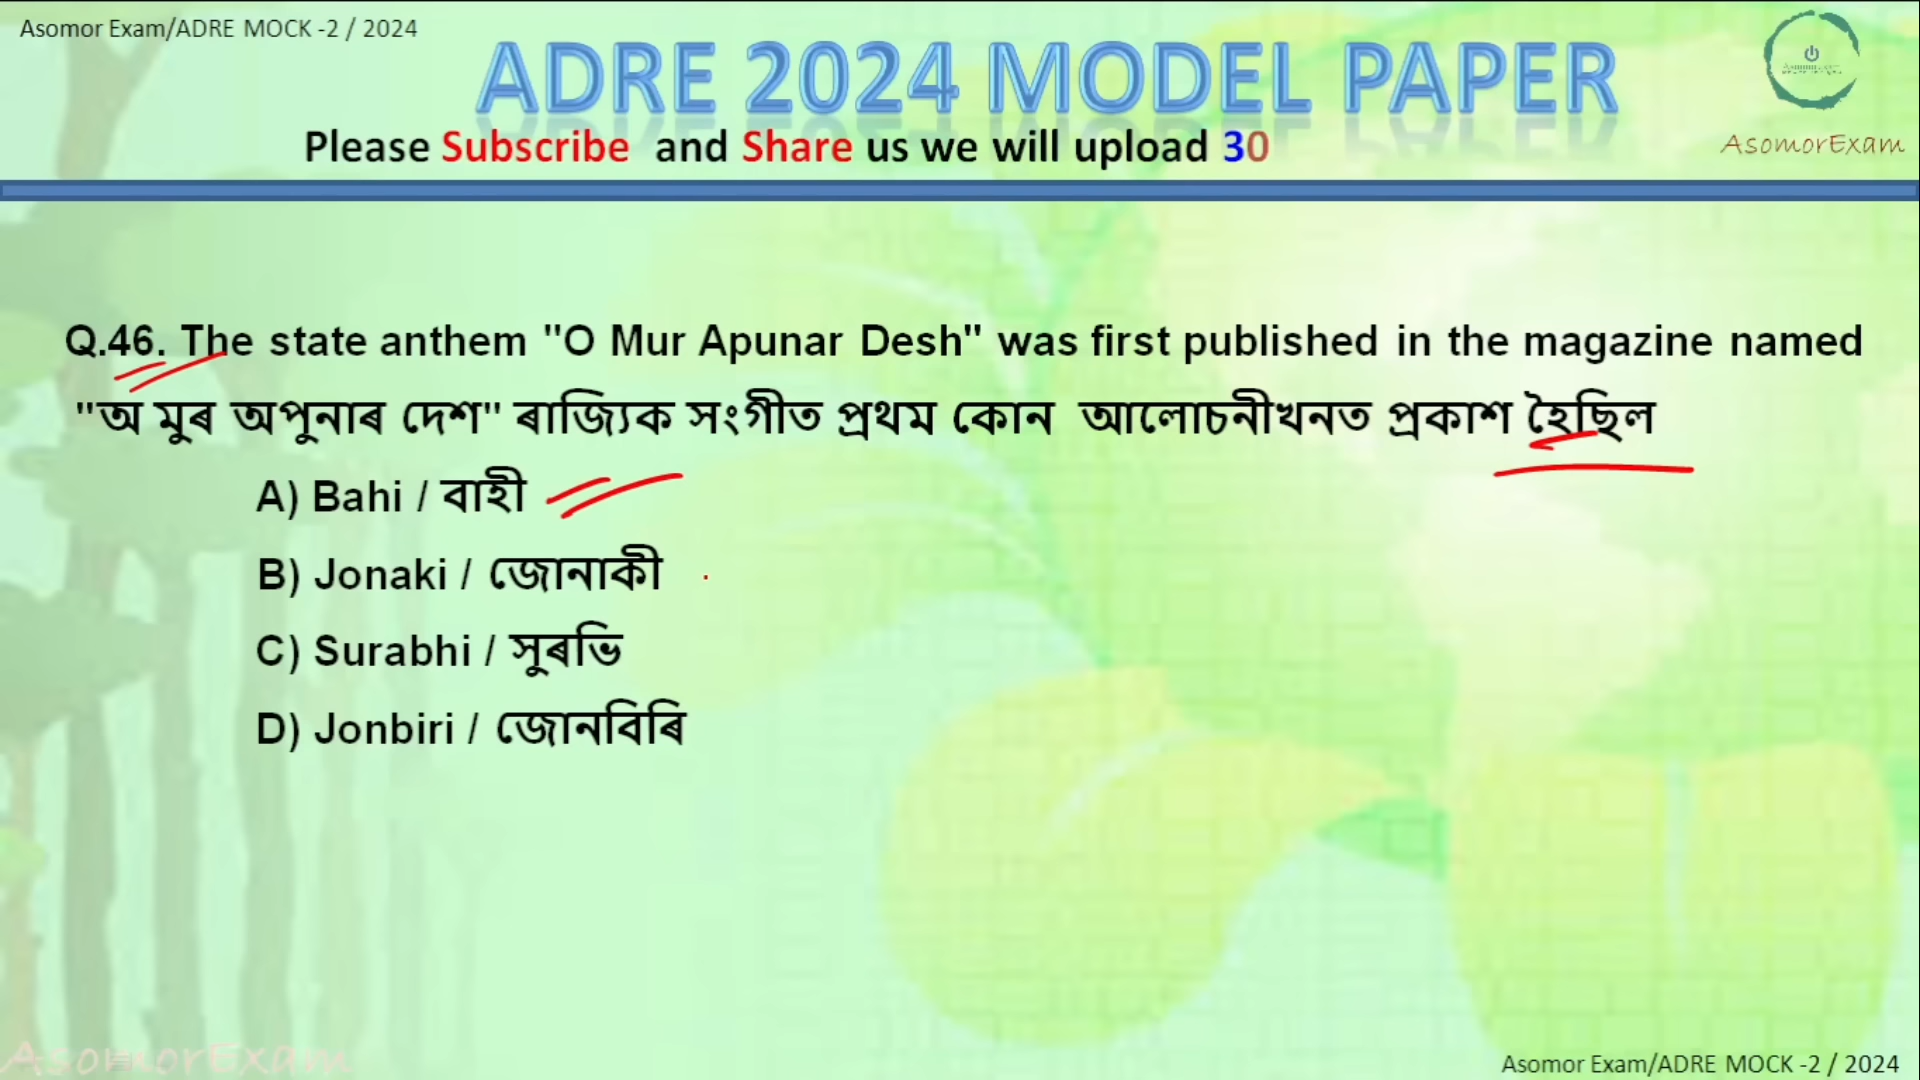 Asomor Exam/ADRE MOCK -2 / 2024
ADRE 2024 MODEL PAPER
Please Subscribe and Share us we will upload 30
AsomorExam
Q.46. The state anthem "O Mur Apunar Desh" was first published in the magazine named
"অ মুৰ অপুনাৰ দেশ" ৰাজ্যিক সংগীত প্ৰথম কোন আলোচনীখনত প্ৰকাশ হৈছিল
A) Bahi / বাহী
B) Jonaki / জোনাকী
C) Surabhi / সুৰভি
D) Jonbiri / জোনবিৰি
AsomorExam
Asomor Exam/ADRE MOCK -2 / 2024